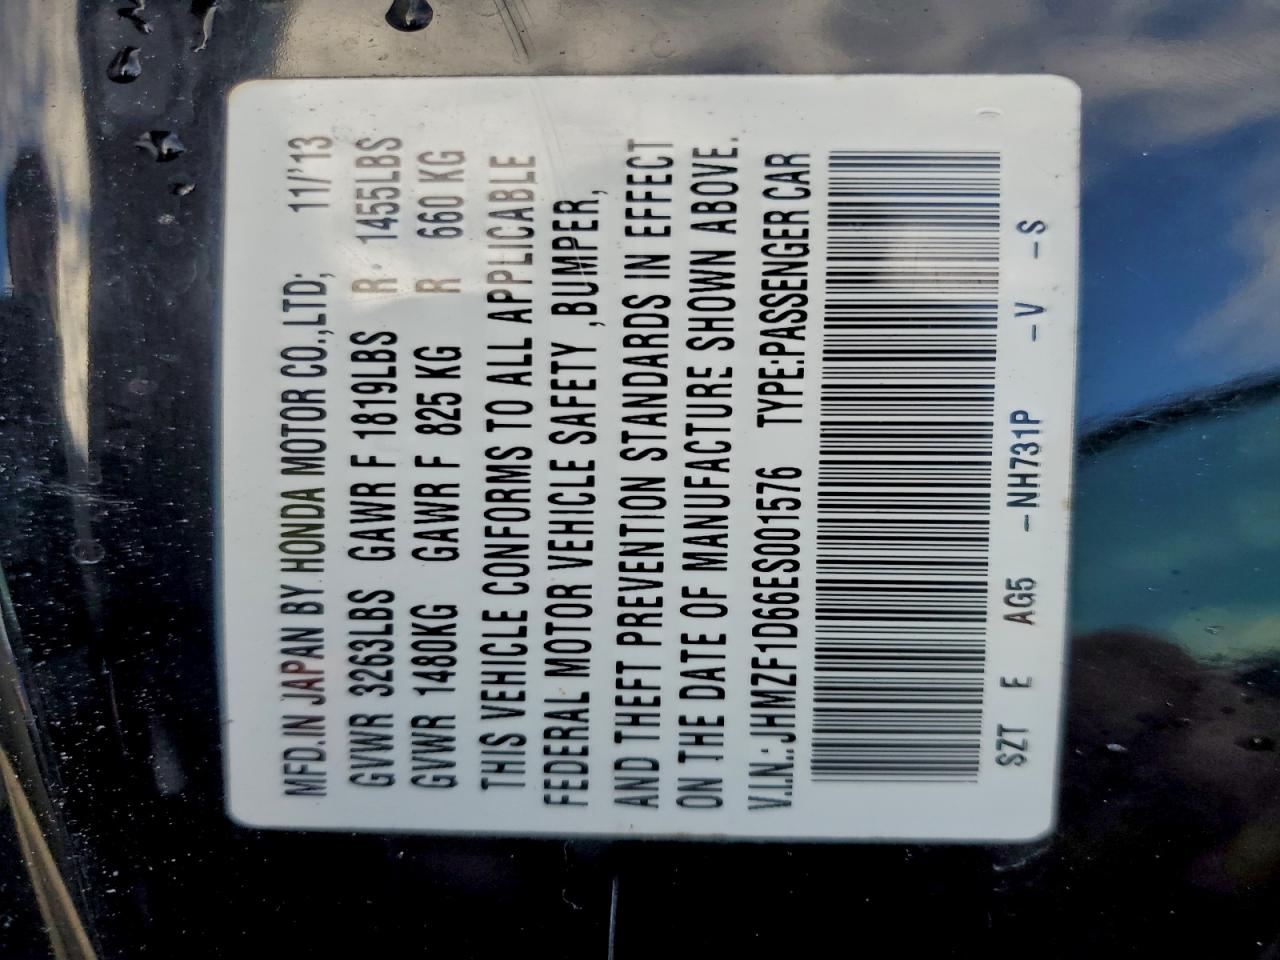 MFD.IN JAPAN BY HONDA MOTOR CO.,LTD; 11/'13
GVWR 3263LBS GAWR F 1819LBS R 1455LBS
GVWR 1480KG GAWR F 825 KG R 660 KG
THIS VEHICLE CONFORMS TO ALL APPLICABLE
FEDERAL MOTOR VEHICLE SAFETY ,BUMPER,
AND THEFT PREVENTION STANDARDS IN EFFECT
ON THE DATE OF MANUFACTURE SHOWN ABOVE.
V.I.N.: JHMZF1D66ES001576 TYPE:PASSENGER CAR
SZT E AG5 –NH731P –V –S